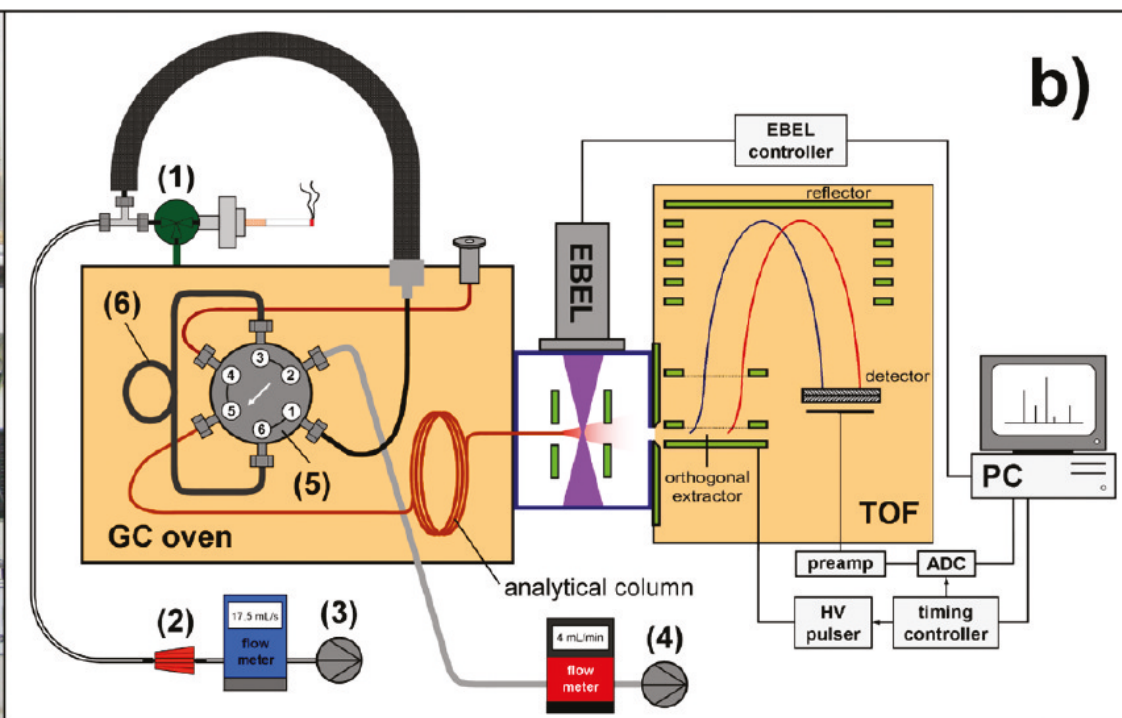 b)
EBEL
controller
reflector
(1)
EBEL
(6)
3
4
2
5
1
6
detector
(5)
orthogonal
extractor
PC
GC oven
TOF
analytical column
preamp
ADC
(2)
17.5 mL/s
flow
meter
(3)
4 mL/min
flow
meter
(4)
HV
pulser
timing
controller